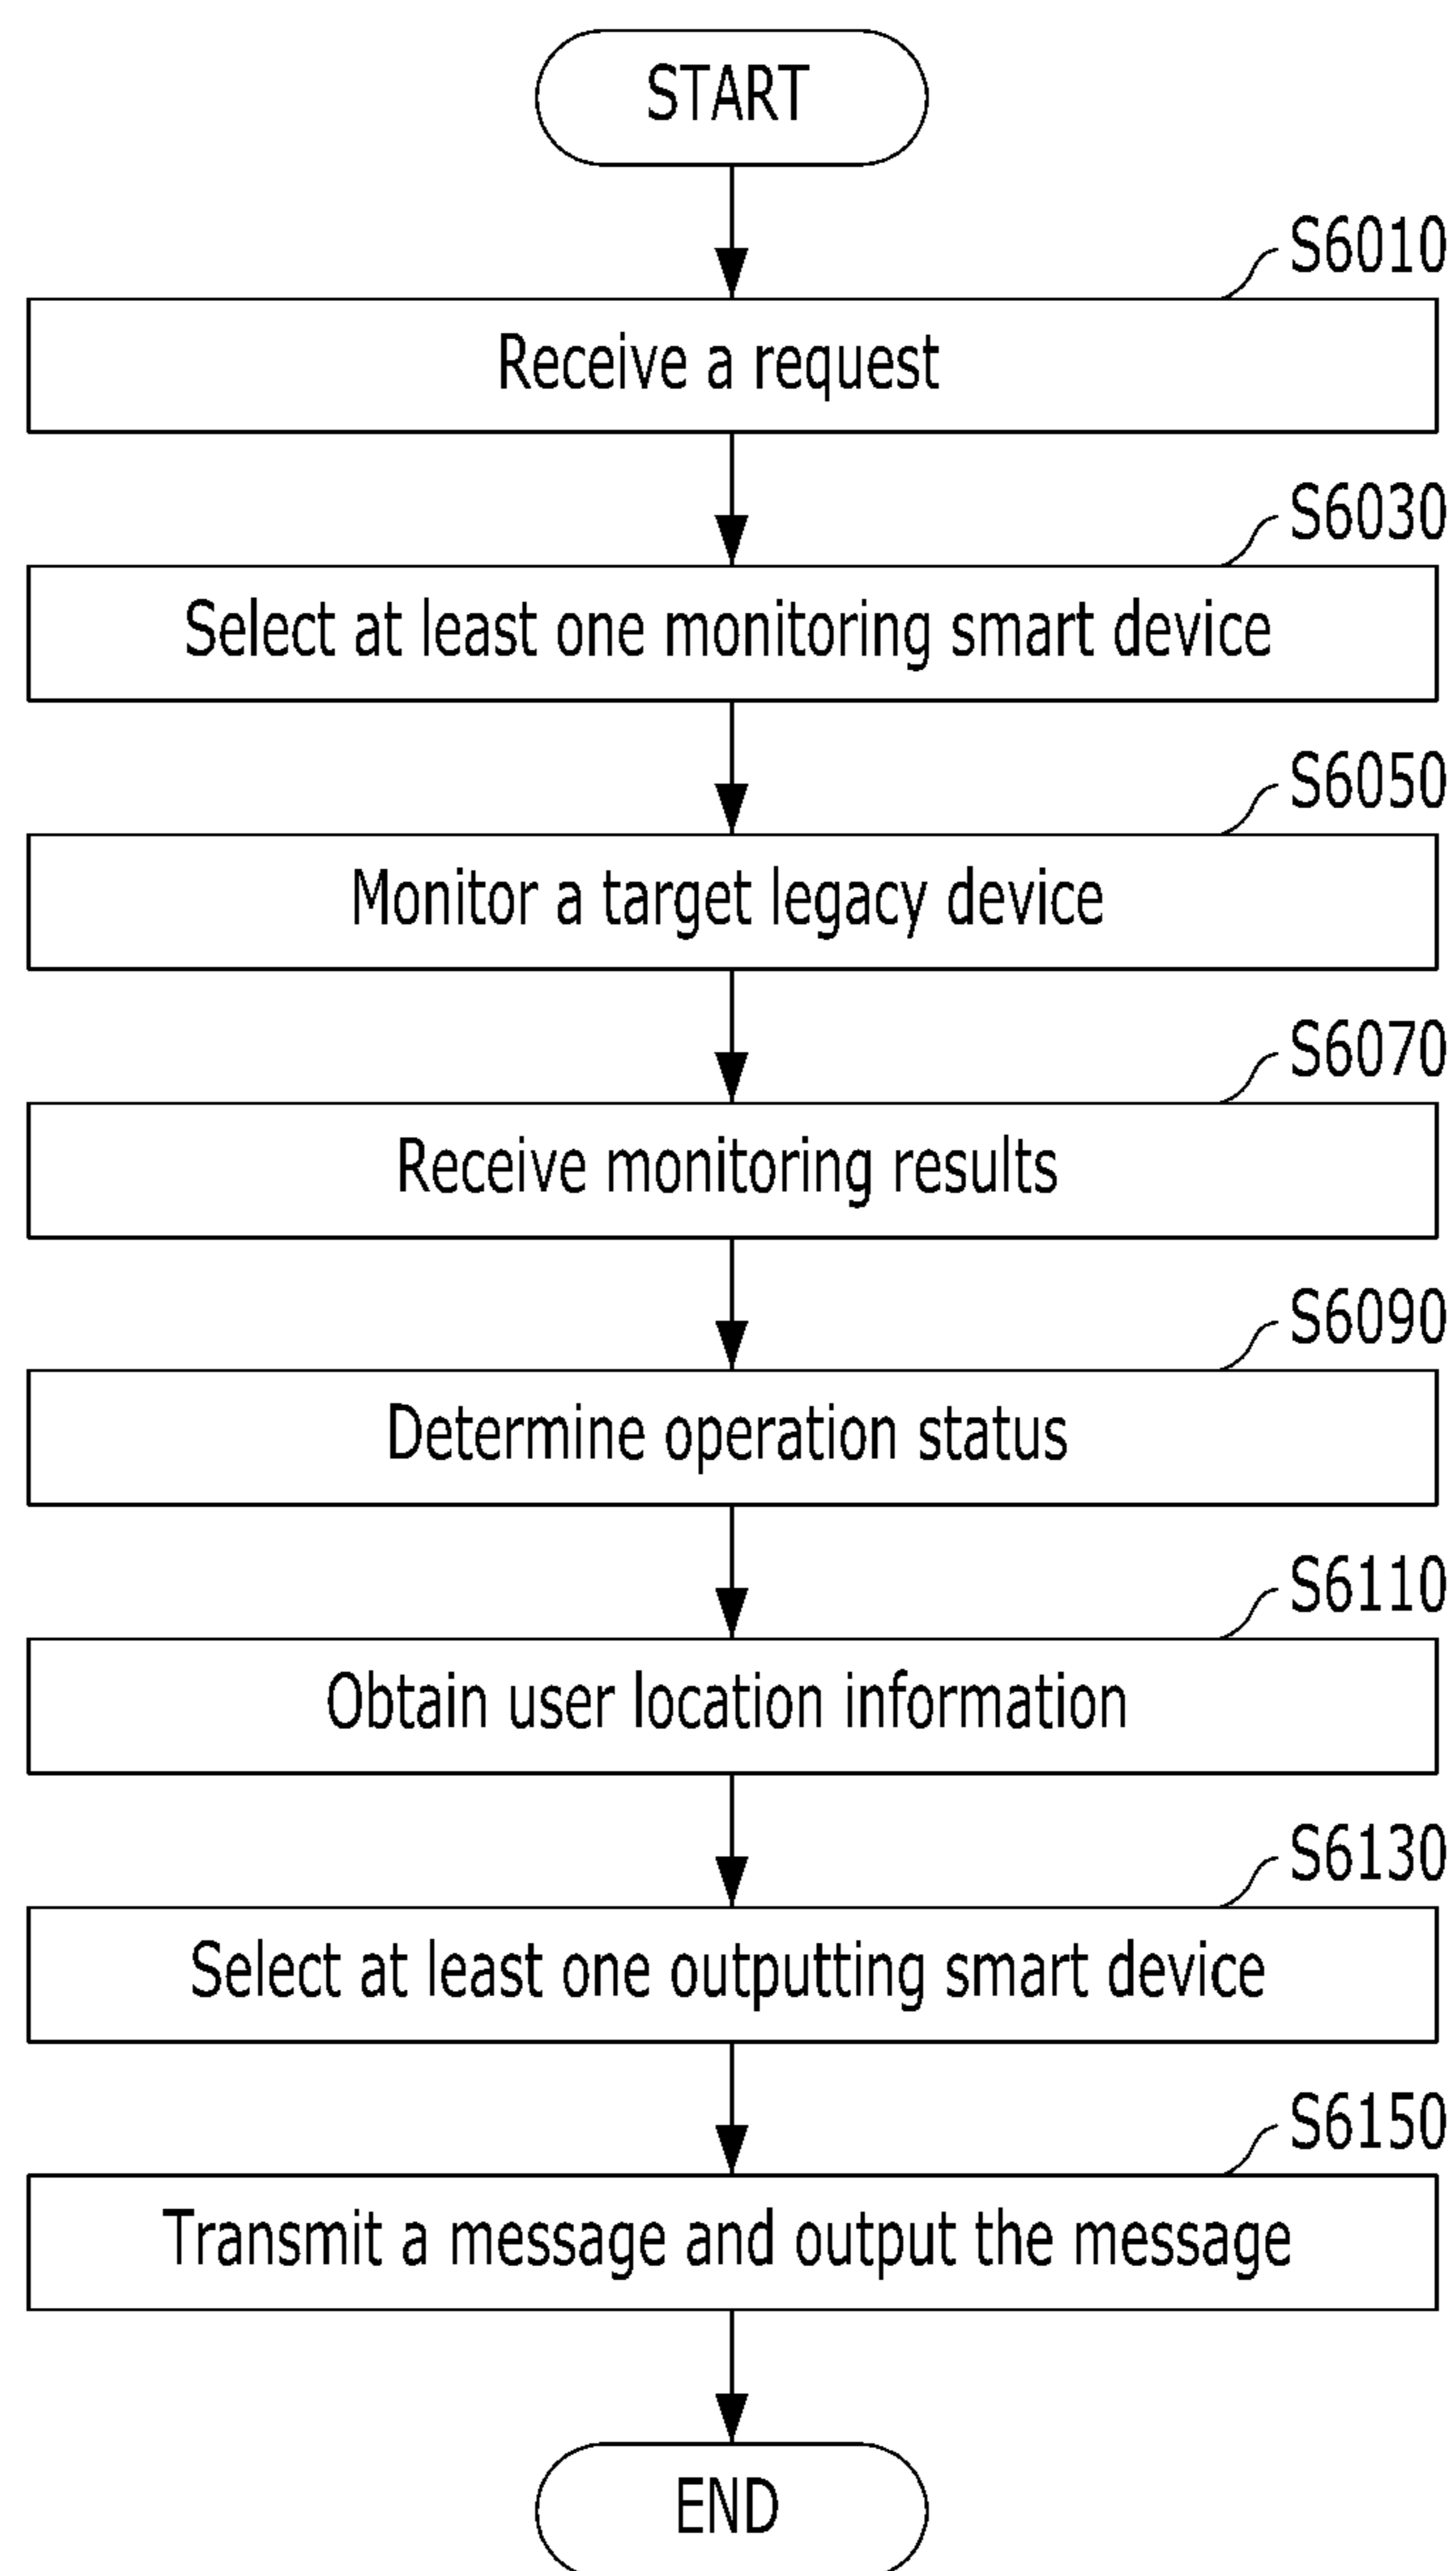 START
S6010
Receive a request
S6030
Select at least one monitoring smart device
S6050
Monitor a target legacy device
S6070
Receive monitoring results
S6090
Determine operation status
S6110
Obtain user location information
S6130
Select at least one outputting smart device
S6150
Transmit a message and output the message
END